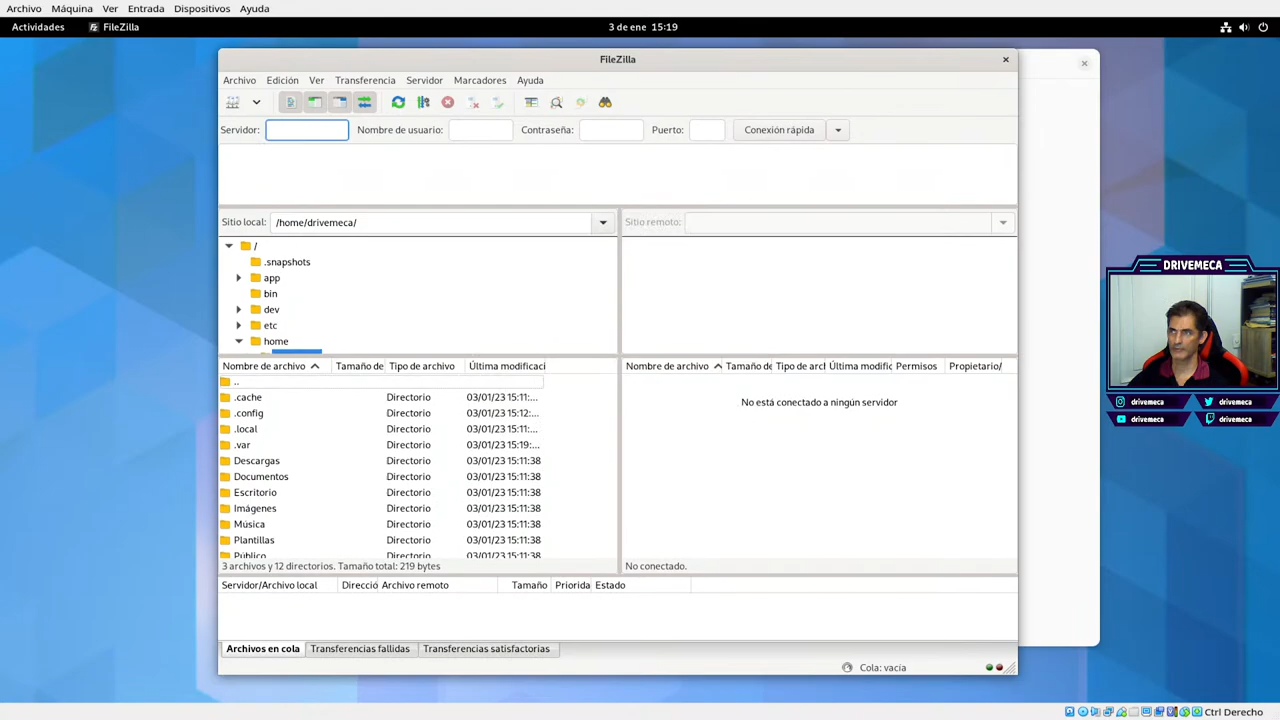 Archivo Máquina Ver Entrada Dispositivos Ayuda
Actividades FileZilla 3 de ene 15:19
FileZilla
Archivo Edición Ver Transferencia Servidor Marcadores Ayuda
Servidor: Nombre de usuario: Contraseña: Puerto: Conexión rápida
Sitio local: /home/drivemeca/ Sitio remoto:
/
.snapshots
app
bin
dev
etc
home
Nombre de archivo Tamaño de Tipo de archivo Última modificaci
..
.cache Directorio 03/01/23 15:11:...
.config Directorio 03/01/23 15:12:...
.local Directorio 03/01/23 15:11:...
.var Directorio 03/01/23 15:19:...
Descargas Directorio 03/01/23 15:11:38
Documentos Directorio 03/01/23 15:11:38
Escritorio Directorio 03/01/23 15:11:38
Imágenes Directorio 03/01/23 15:11:38
Música Directorio 03/01/23 15:11:38
Plantillas Directorio 03/01/23 15:11:38
Público Directorio 03/01/23 15:11:38
3 archivos y 12 directorios. Tamaño total: 219 bytes
Nombre de archivo Tamaño de Tipo de arcl Última modific Permisos Propietario/
No está conectado a ningún servidor
No conectado.
Servidor/Archivo local Direcció Archivo remoto Tamaño Priorida Estado
Archivos en cola Transferencias fallidas Transferencias satisfactorias
Cola: vacía
DRIVEMECA
drivemeca drivemeca
drivemeca drivemeca
Ctrl Derecho